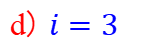 d) i = 3